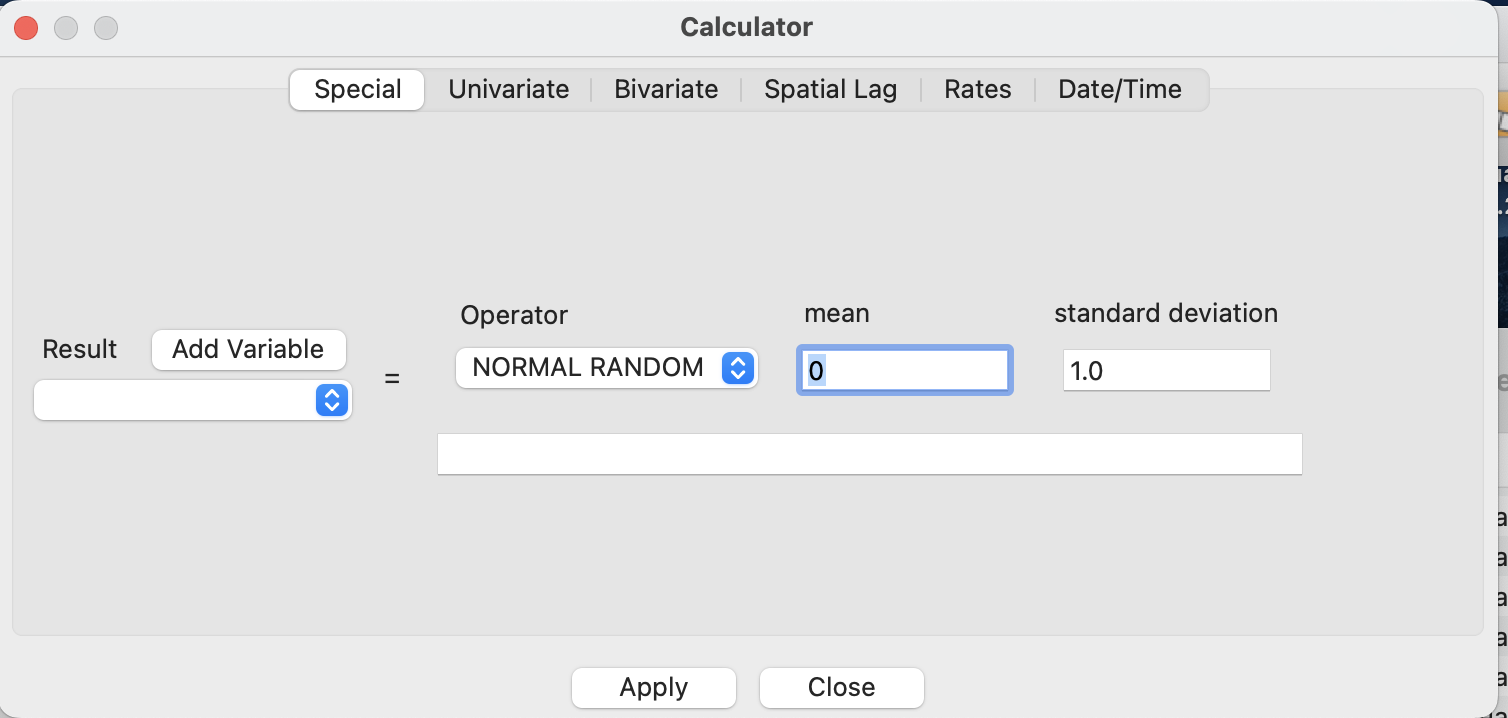 Calculator
Special Univariate Bivariate Spatial Lag Rates Date/Time
Operator mean standard deviation
Result Add Variable
= NORMAL RANDOM 0 1.0
Apply Close